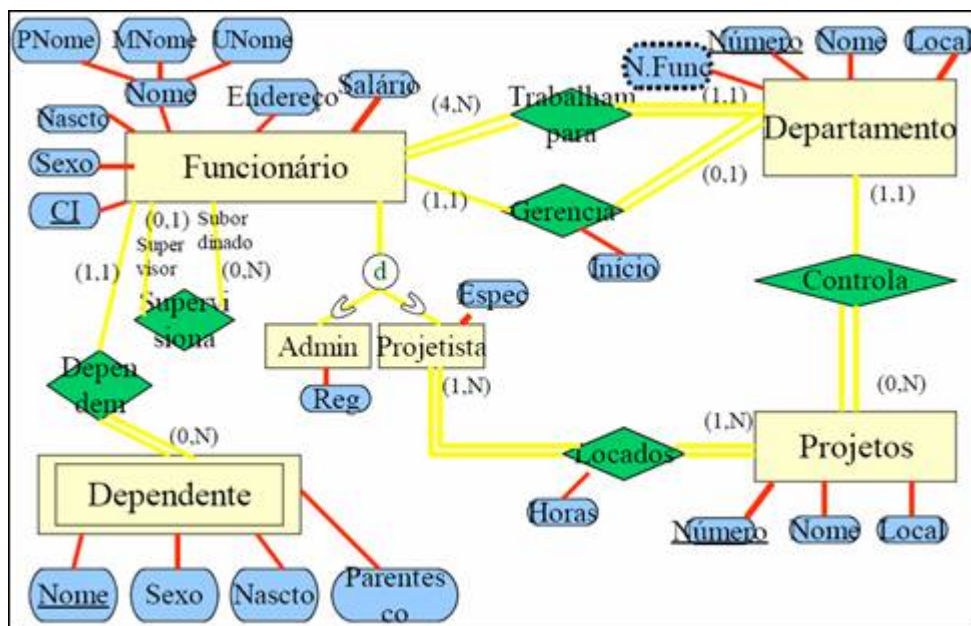 PNome
MNome
UNome
Número
Nome
Local
N.Func
Nome
Endereço
Salário
(4,N)
Trabalham
para
(1,1)
Nascto
Departamento
Sexo
Funcionário
CI
(1,1)
Gerencia
(0,1)
(1,1)
(0,1)
Super
visor
Subor
dinado
(1,1)
(0,N)
d
Início
Controla
Supervi
siona
Espec
Admin
Projetista
Depen
dem
(1,N)
(0,N)
Reg
(0,N)
(1,N)
Locados
Projetos
Dependente
Horas
Número
Nome
Local
Nome
Sexo
Nascto
Parentes
co